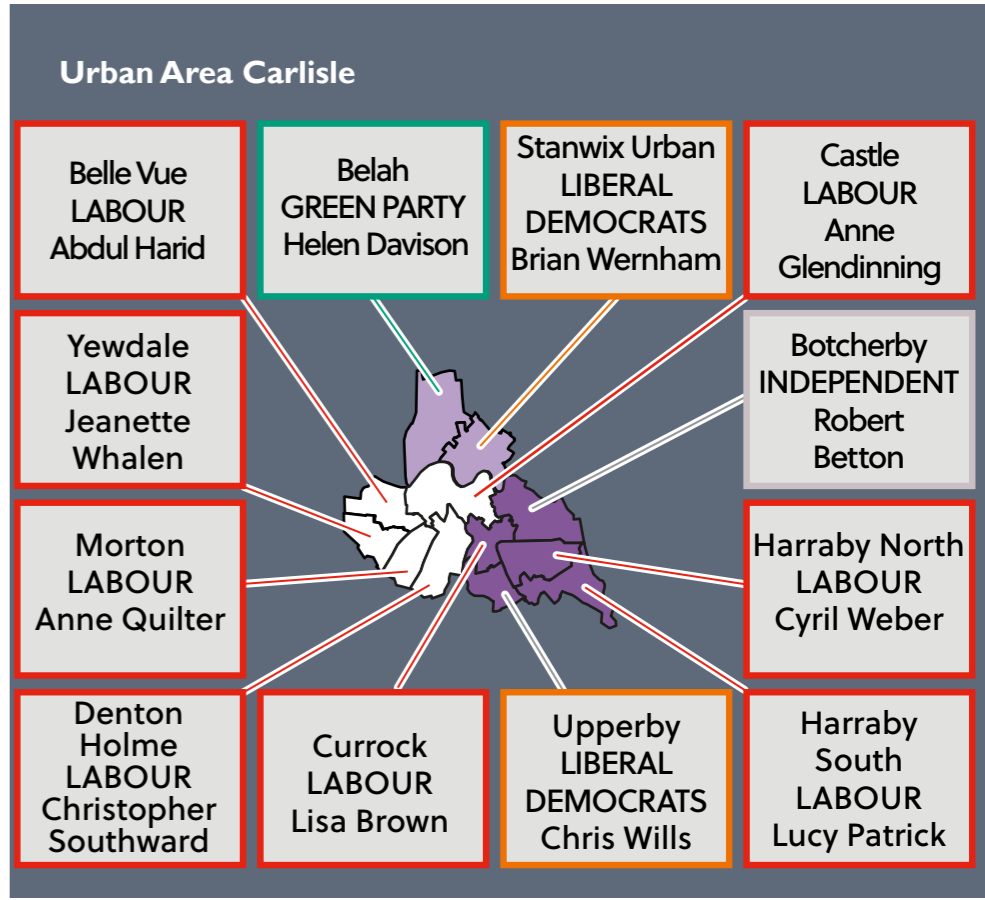 Urban Area Carlisle
Belle Vue
LABOUR
Abdul Harid
Belah
GREEN PARTY
Helen Davison
Stanwix Urban
LIBERAL
DEMOCRATS
Brian Wernham
Castle
LABOUR
Anne
Glendinning
Yewdale
LABOUR
Jeanette
Whalen
Botcherby
INDEPENDENT
Robert
Betton
Morton
LABOUR
Anne Quilter
Harraby North
LABOUR
Cyril Weber
Denton
Holme
LABOUR
Christopher
Southward
Currock
LABOUR
Lisa Brown
Upperby
LIBERAL
DEMOCRATS
Chris Wills
Harraby
South
LABOUR
Lucy Patrick